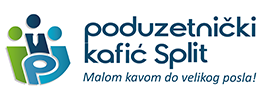 poduzetnički
kafić Split
Malom kavom do velikog posla!